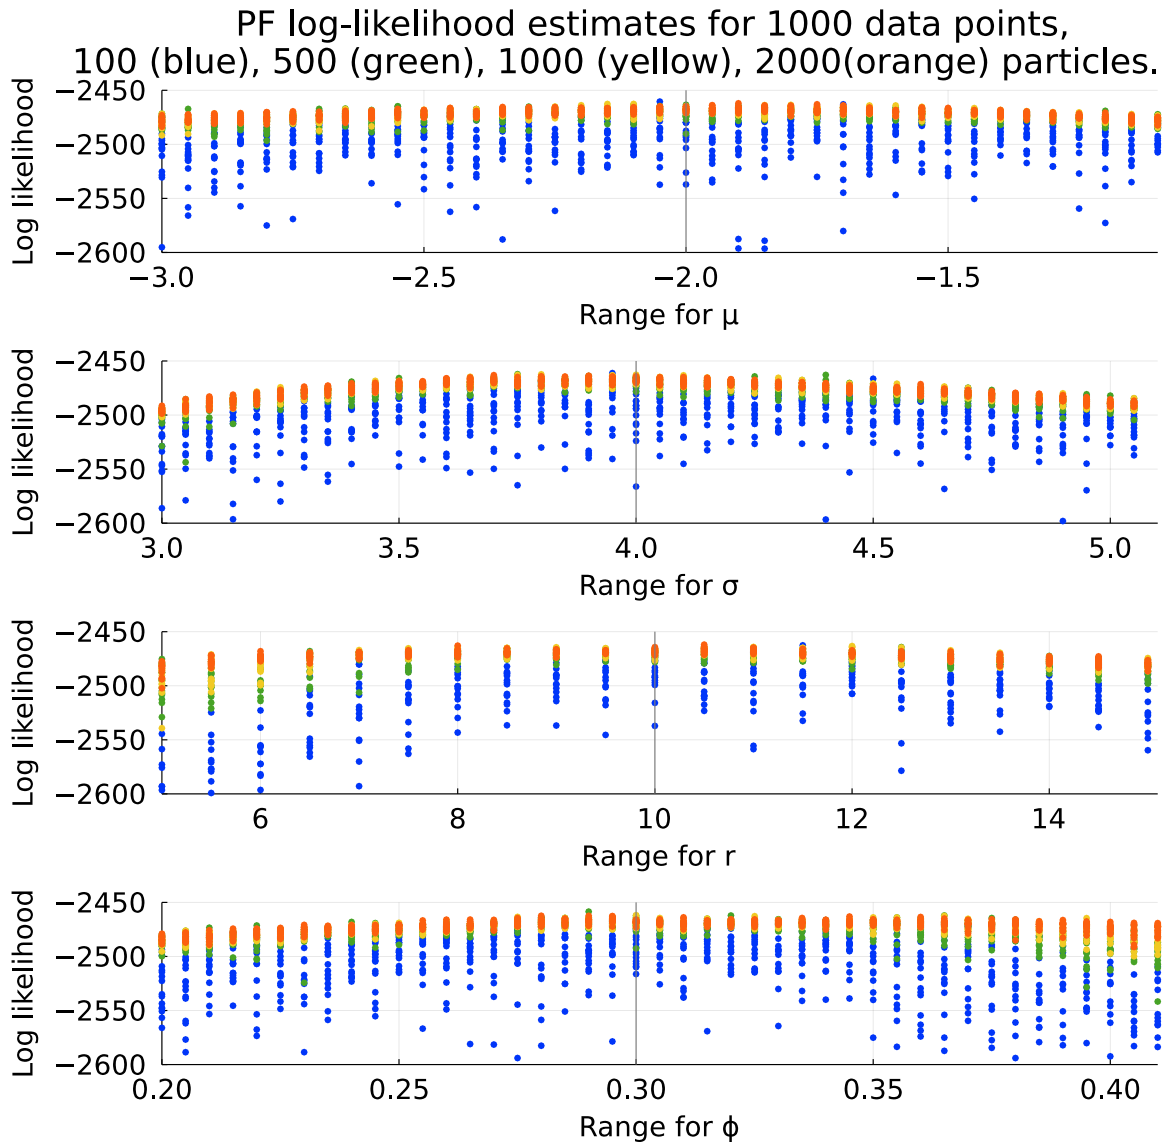 PF log-likelihood estimates for 1000 data points,
100 (blue), 500 (green), 1000 (yellow), 2000(orange) particles.
Log likelihood
−2450
−2500
−2550
−2600
−3.0 −2.5 −2.0 −1.5
Range for μ
Log likelihood
−2450
−2500
−2550
−2600
3.0 3.5 4.0 4.5 5.0
Range for σ
Log likelihood
−2450
−2500
−2550
−2600
6 8 10 12 14
Range for r
Log likelihood
−2450
−2500
−2550
−2600
0.20 0.25 0.30 0.35 0.40
Range for ϕ